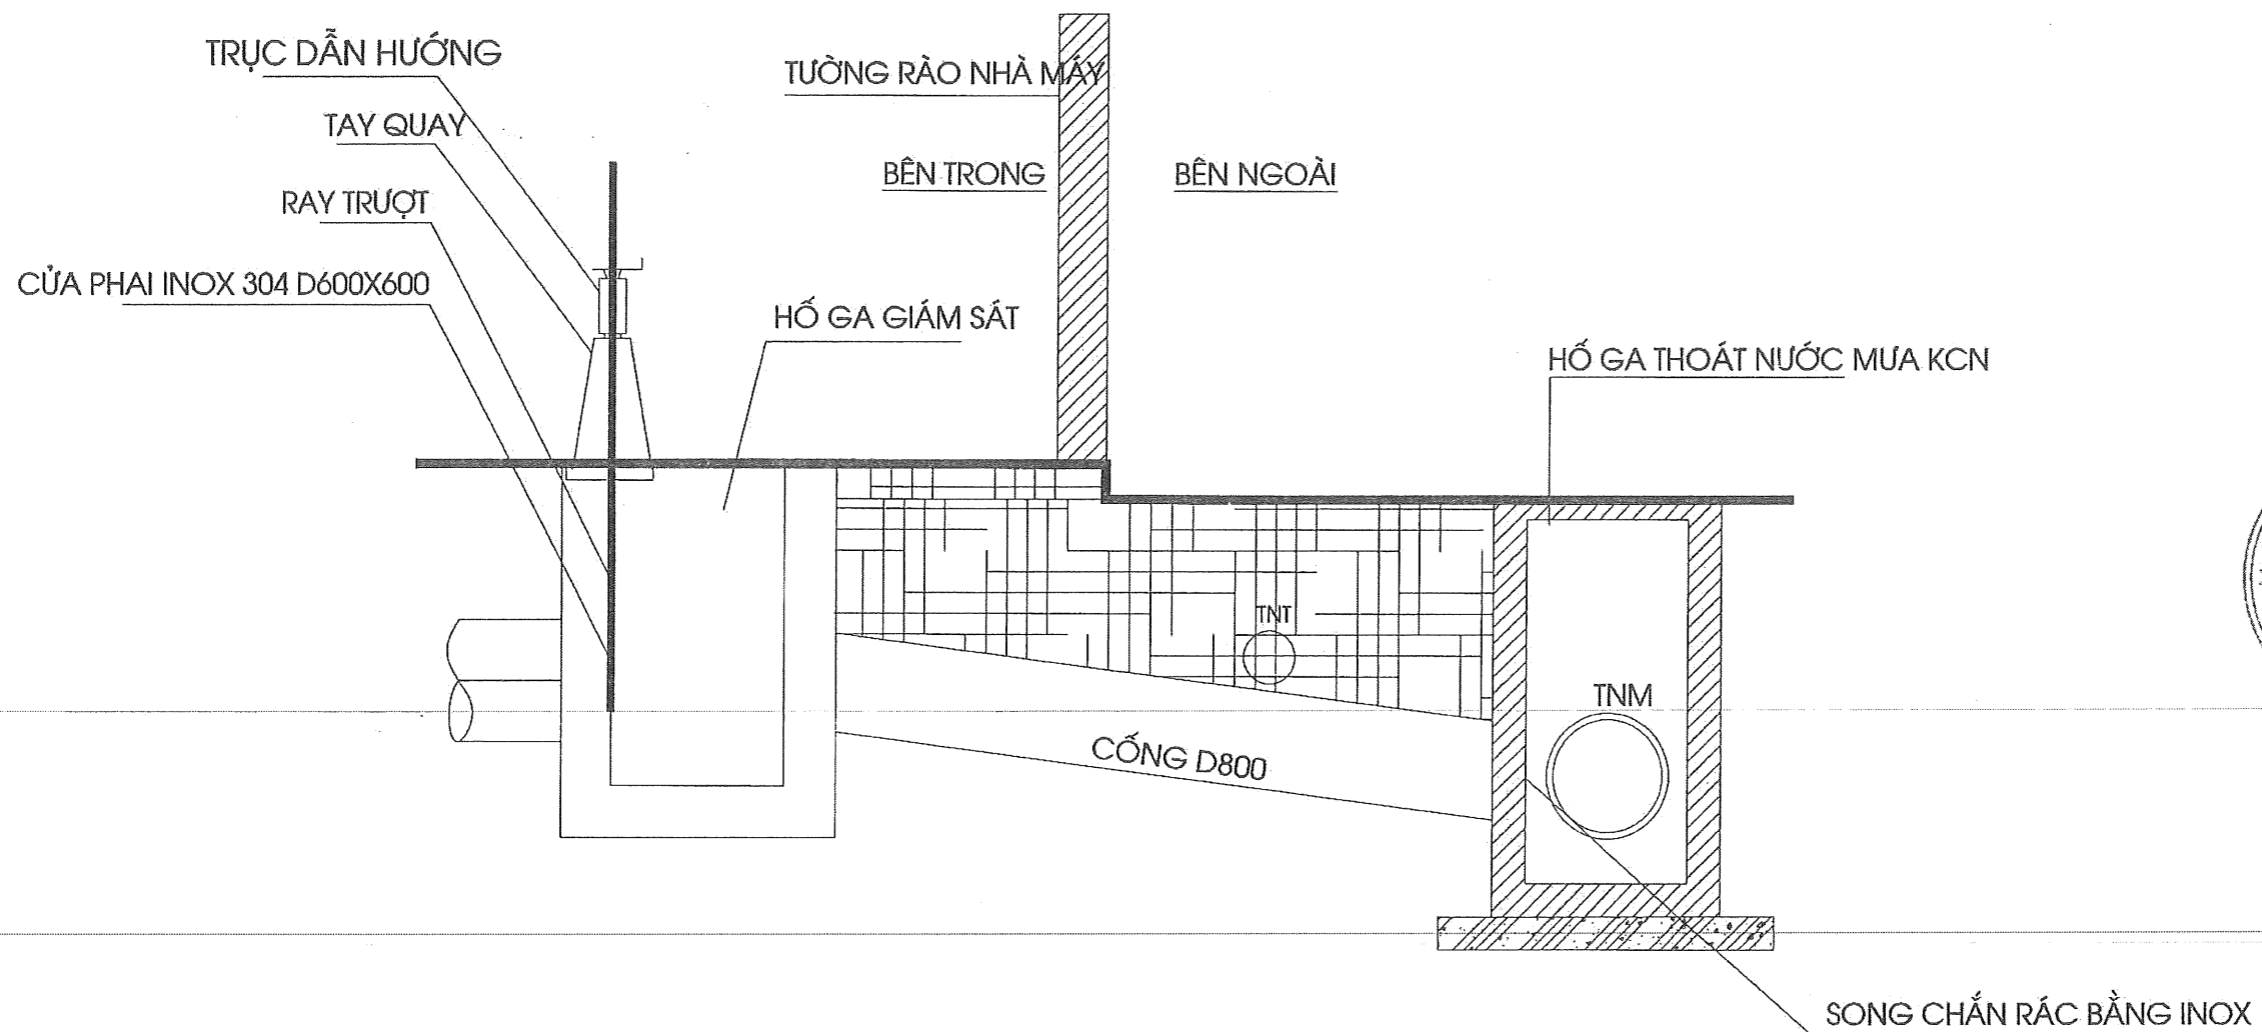 TRỤC DẪN HƯỚNG
TƯỜNG RÀO NHÀ MÁY
TAY QUAY
BÊN TRONG
BÊN NGOÀI
RAY TRƯỢT
CỬA PHAI INOX 304 D600X600
HỐ GA GIÁM SÁT
HỐ GA THOÁT NƯỚC MƯA KCN
TNT
TNM
CỐNG D800
SONG CHẮN RÁC BẰNG INOX